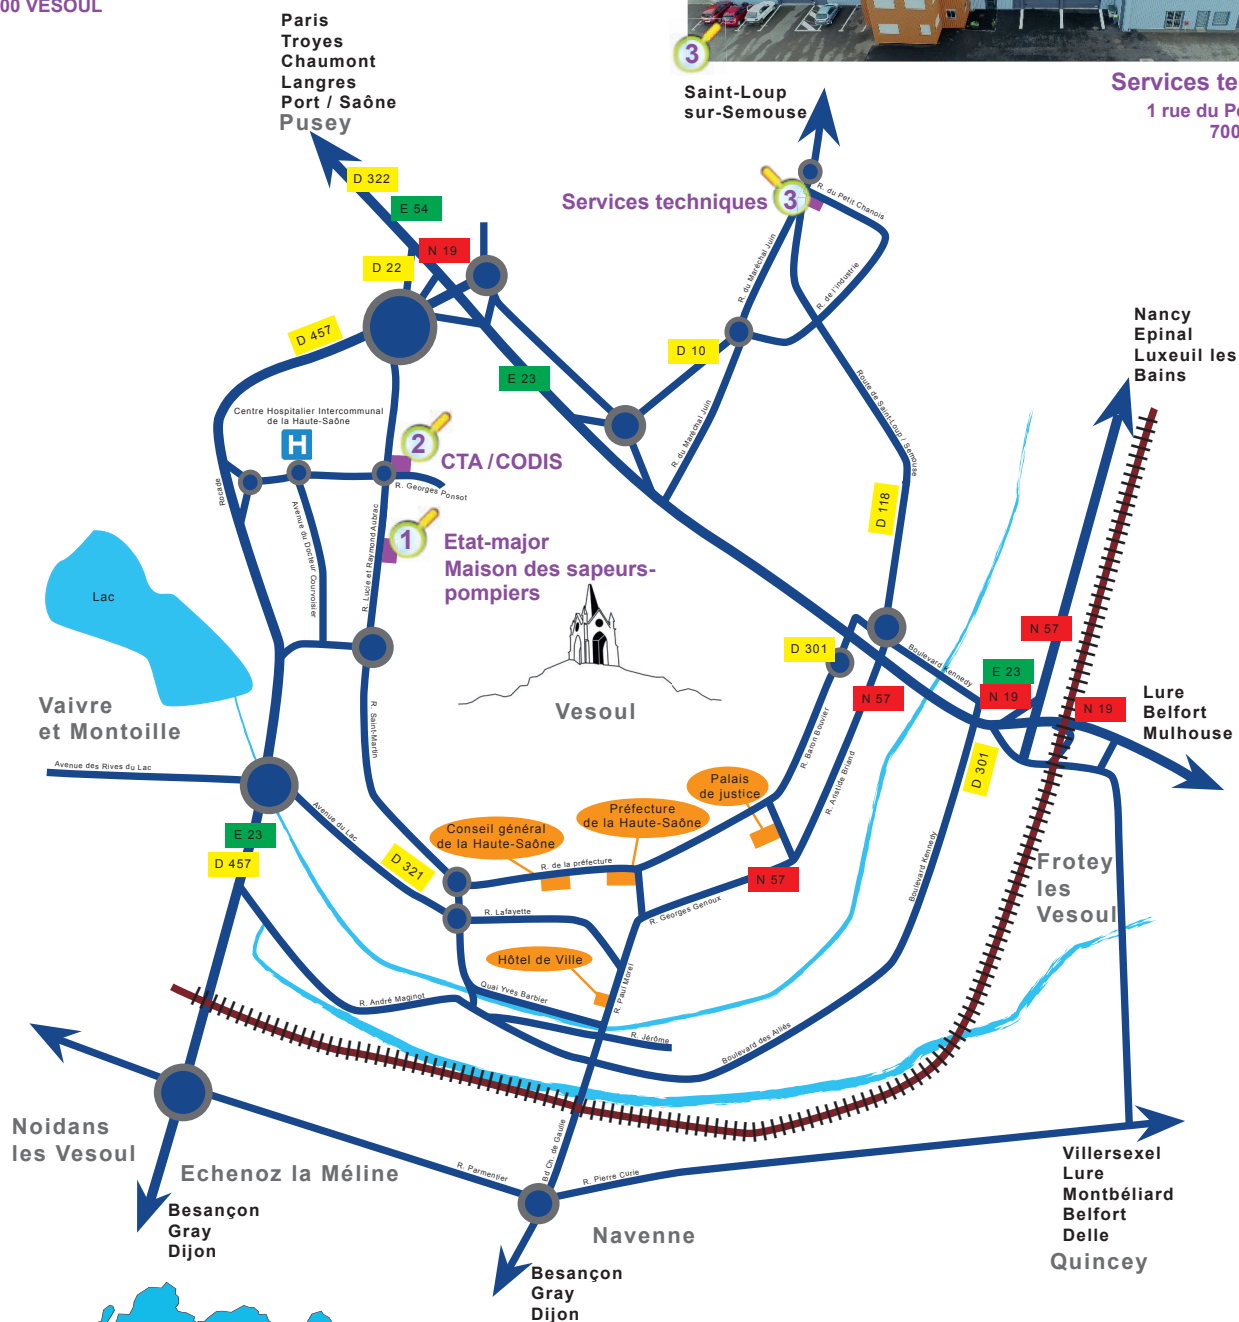 00 VESOUL
Paris
Troyes
Chaumont
Langres
Port / Saône
Pusey
3
Services te
1 rue du Pe
700
Saint-Loup
sur-Semouse
D 322
E 54
N 19
D 22
D 457
Services techniques
3
R. du Petit Chanois
R. du Maréchal Juin
R. de l'industrie
D 10
E 23
R. du Maréchal Juin
Route de Saint-Loup / Semouse
D 118
Nancy
Epinal
Luxeuil les
Bains
Centre Hospitalier Intercommunal
de la Haute-Saône
H
2
CTA / CODIS
R. Georges Ponsot
Rocade
Avenue du Docteur Courvoisier
R. Lucie et Raymond Aubrac
1
Etat-major
Maison des sapeurs-
pompiers
Lac
Vaivre
et Montoille
Avenue des Rives du Lac
R. Saint-Martin
Vesoul
D 301
N 57
Boulevard Kennedy
N 57
E 23
N 19
N 19
Lure
Belfort
Mulhouse
D 301
R. Baron Bouvier
R. Aristide Briand
Palais
de justice
Préfecture
de la Haute-Saône
Conseil général
de la Haute-Saône
E 23
D 457
Avenue du Lac
D 321
R. de la préfecture
N 57
R. Lafayette
R. Georges Genoux
Boulevard Kennedy
Frotey
les
Vesoul
Hôtel de Ville
R. Paul Morel
Quai Yves Barbier
R. André Maginot
R. Jérôme
Boulevard des Alliés
Noidans
les Vesoul
Echenoz la Méline
R. Parmentier
Bd Ch. de Gaulle
R. Pierre Curie
Navenne
Villersexel
Lure
Montbéliard
Belfort
Delle
Quincey
Besançon
Gray
Dijon
Besançon
Gray
Dijon